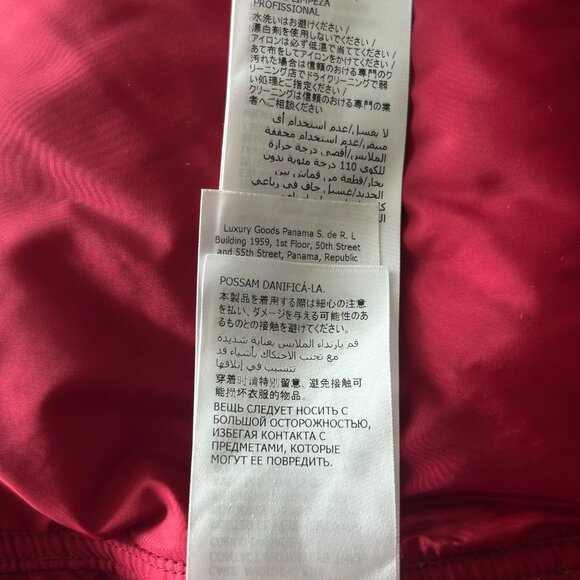 LIMPEZA
PROFISSIONAL
水洗いはお避けください /
漂白剤を使用しないでください /
アイロンは必ず低温で当ててください /
あて布をしてアイロンをかけてください /
汚れた場合は信頼のおける専門のク
リーニング店でドライクリーニングで弱
い処理とご指定ください /
クリーニングは信頼のおける専門の業
者へご相談ください
لا يغسل/عدم استخدام أى
مبيض/عدم استخدام مجففة
الملابس/أقصى درجة حرارة
للكوي 110 درجة مئوية بدون
بخار/قطعة من قماش بين
الحديد/غسيل جاف فى رباعي
Luxury Goods Panama S. de R. L
Building 1959, 1st Floor, 50th Street
and 55th Street, Panama, Republic
POSSAM DANIFICÁ-LA.
本製品を着用する際は細心の注意
を払い、ダメージを与える可能性のあ
るものとの接触を避けてください。
قم بارتداء الملابس بعناية شديدة
مع تجنب الاحتكاك بأشياء قد
تتسبب في إتلافها
穿着时请特别留意，避免接触可
能损坏衣服的物品。
ВЕЩЬ СЛЕДУЕТ НОСИТЬ С
БОЛЬШОЙ ОСТОРОЖНОСТЬЮ,
ИЗБЕГАЯ КОНТАКТА С
ПРЕДМЕТАМИ, КОТОРЫЕ
МОГУТ ЕЕ ПОВРЕДИТЬ.